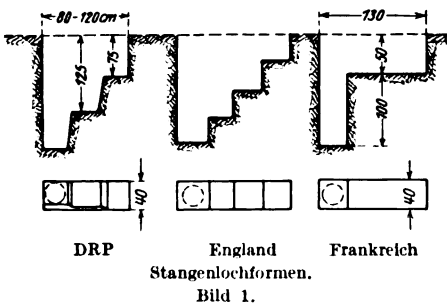 80-120cm
130
125
75
50
100
40
40
DRP England Frankreich
Stangenlochformen.
Bild 1.